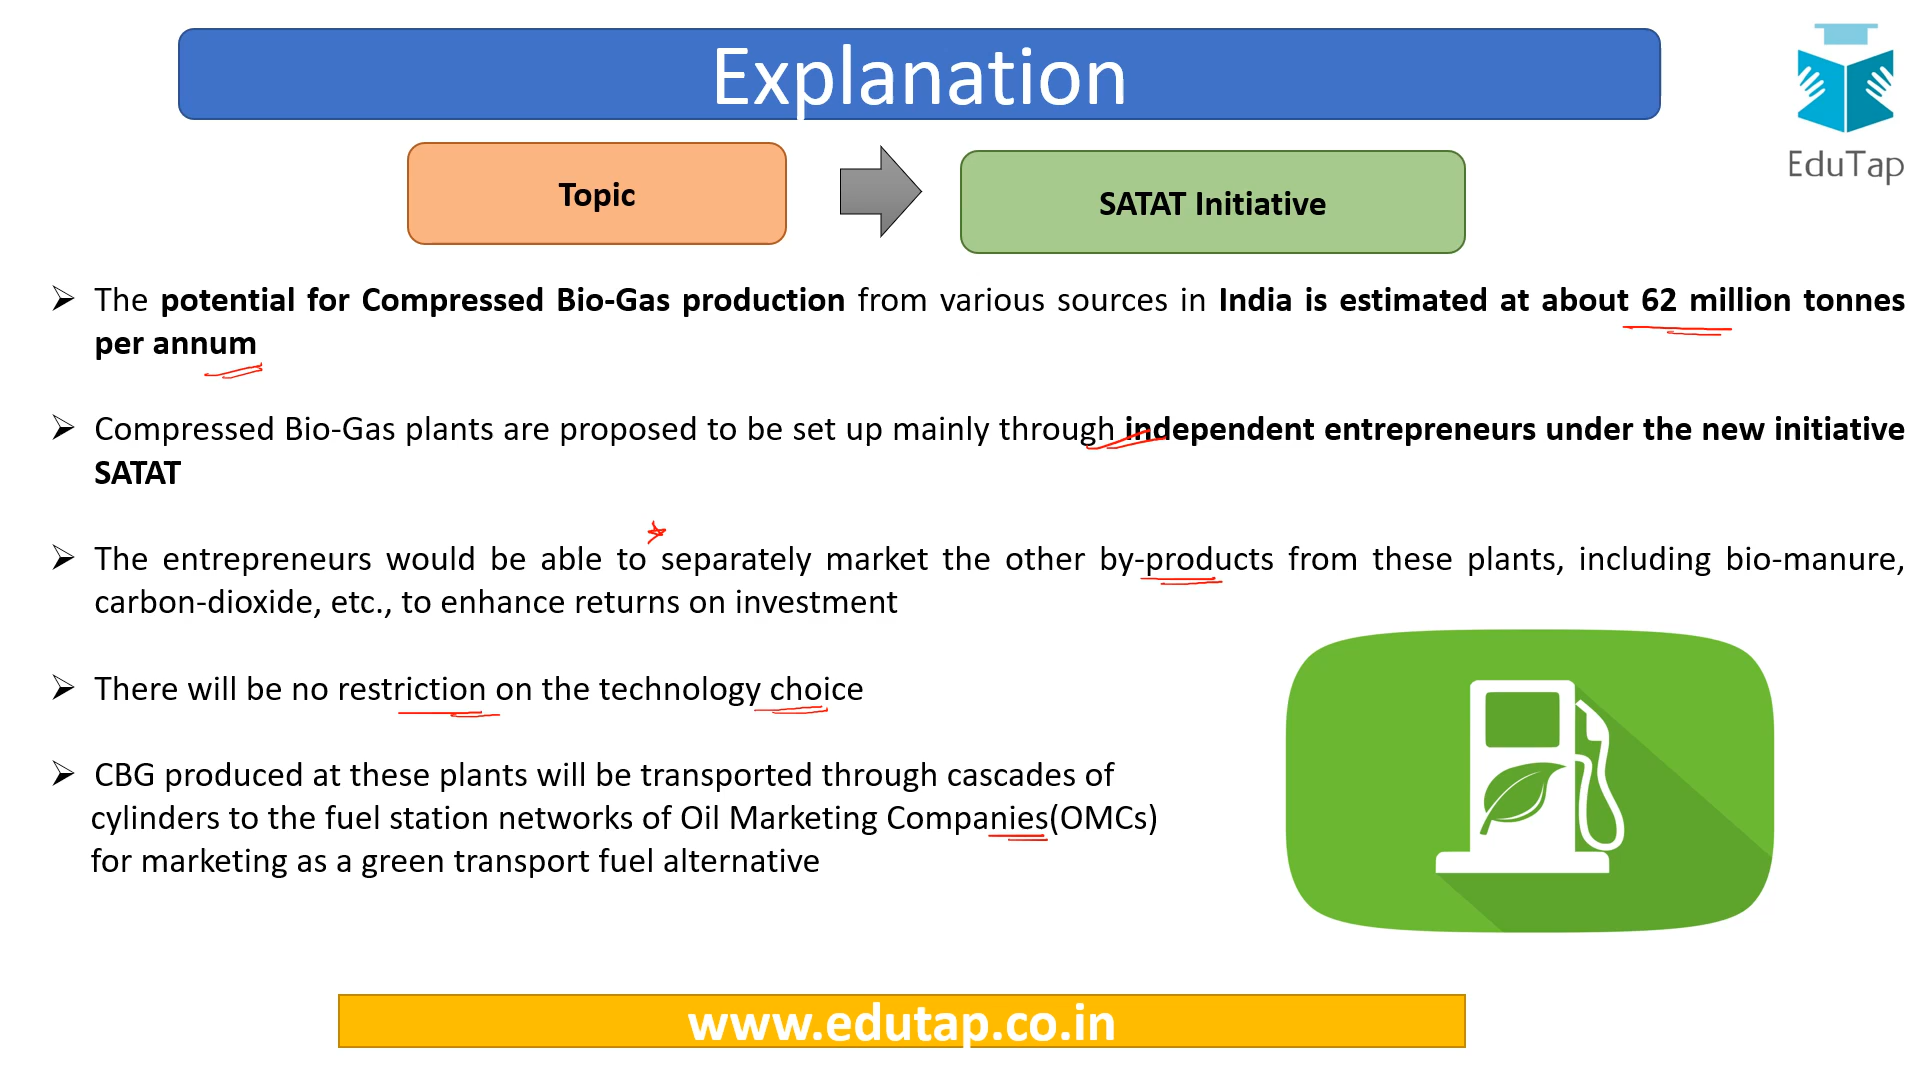 Explanation
EduTap
Topic
SATAT Initiative
The potential for Compressed Bio-Gas production from various sources in India is estimated at about 62 million tonnes
per annum
Compressed Bio-Gas plants are proposed to be set up mainly through independent entrepreneurs under the new initiative
SATAT
The entrepreneurs would be able to separately market the other by-products from these plants, including bio-manure,
carbon-dioxide, etc., to enhance returns on investment
There will be no restriction on the technology choice
CBG produced at these plants will be transported through cascades of
cylinders to the fuel station networks of Oil Marketing Companies(OMCs)
for marketing as a green transport fuel alternative
www.edutap.co.in